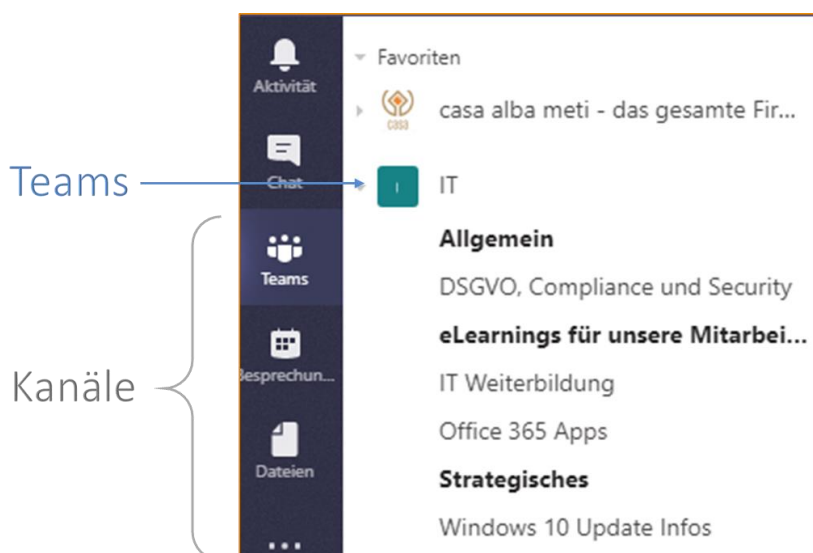 Teams
Kanäle
Aktivität
Chat
Teams
Besprechun...
Dateien
Favoriten
casa
casa alba meti - das gesamte Fir...
I
IT
Allgemein
DSGVO, Compliance und Security
eLearnings für unsere Mitarbei...
IT Weiterbildung
Office 365 Apps
Strategisches
Windows 10 Update Infos